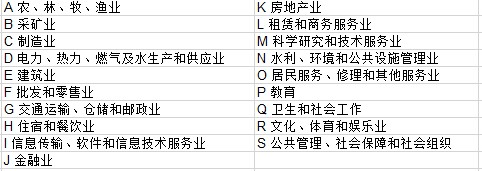 A 农、林、牧、渔业
B 采矿业
C 制造业
D 电力、热力、燃气及水生产和供应业
E 建筑业
F 批发和零售业
G 交通运输、仓储和邮政业
H 住宿和餐饮业
I 信息传输、软件和信息技术服务业
J 金融业
K 房地产业
L 租赁和商务服务业
M 科学研究和技术服务业
N 水利、环境和公共设施管理业
O 居民服务、修理和其他服务业
P 教育
Q 卫生和社会工作
R 文化、体育和娱乐业
S 公共管理、社会保障和社会组织